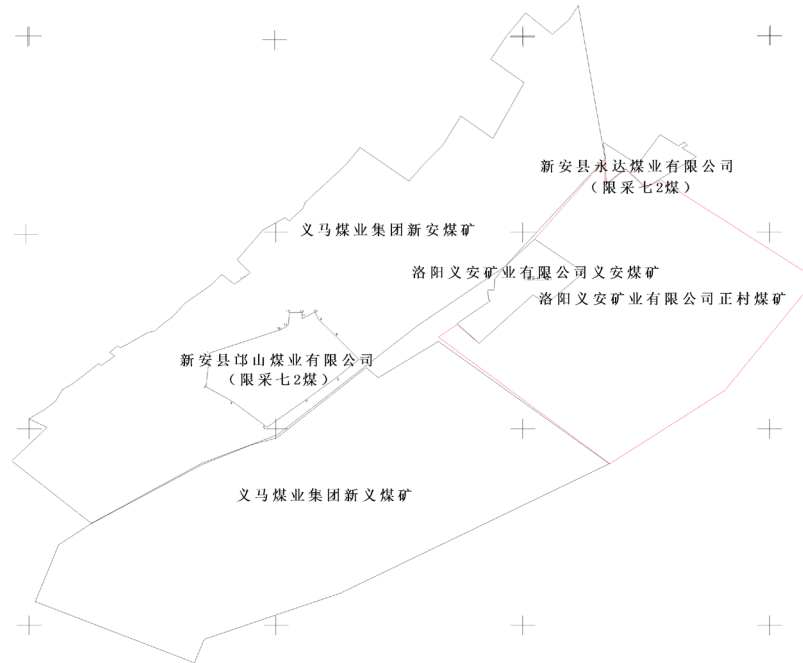 新安县永达煤业有限公司
（限采七2煤）
义马煤业集团新安煤矿
洛阳义安矿业有限公司义安煤矿
洛阳义安矿业有限公司正村煤矿
新安县邙山煤业有限公司
（限采七2煤）
义马煤业集团新义煤矿